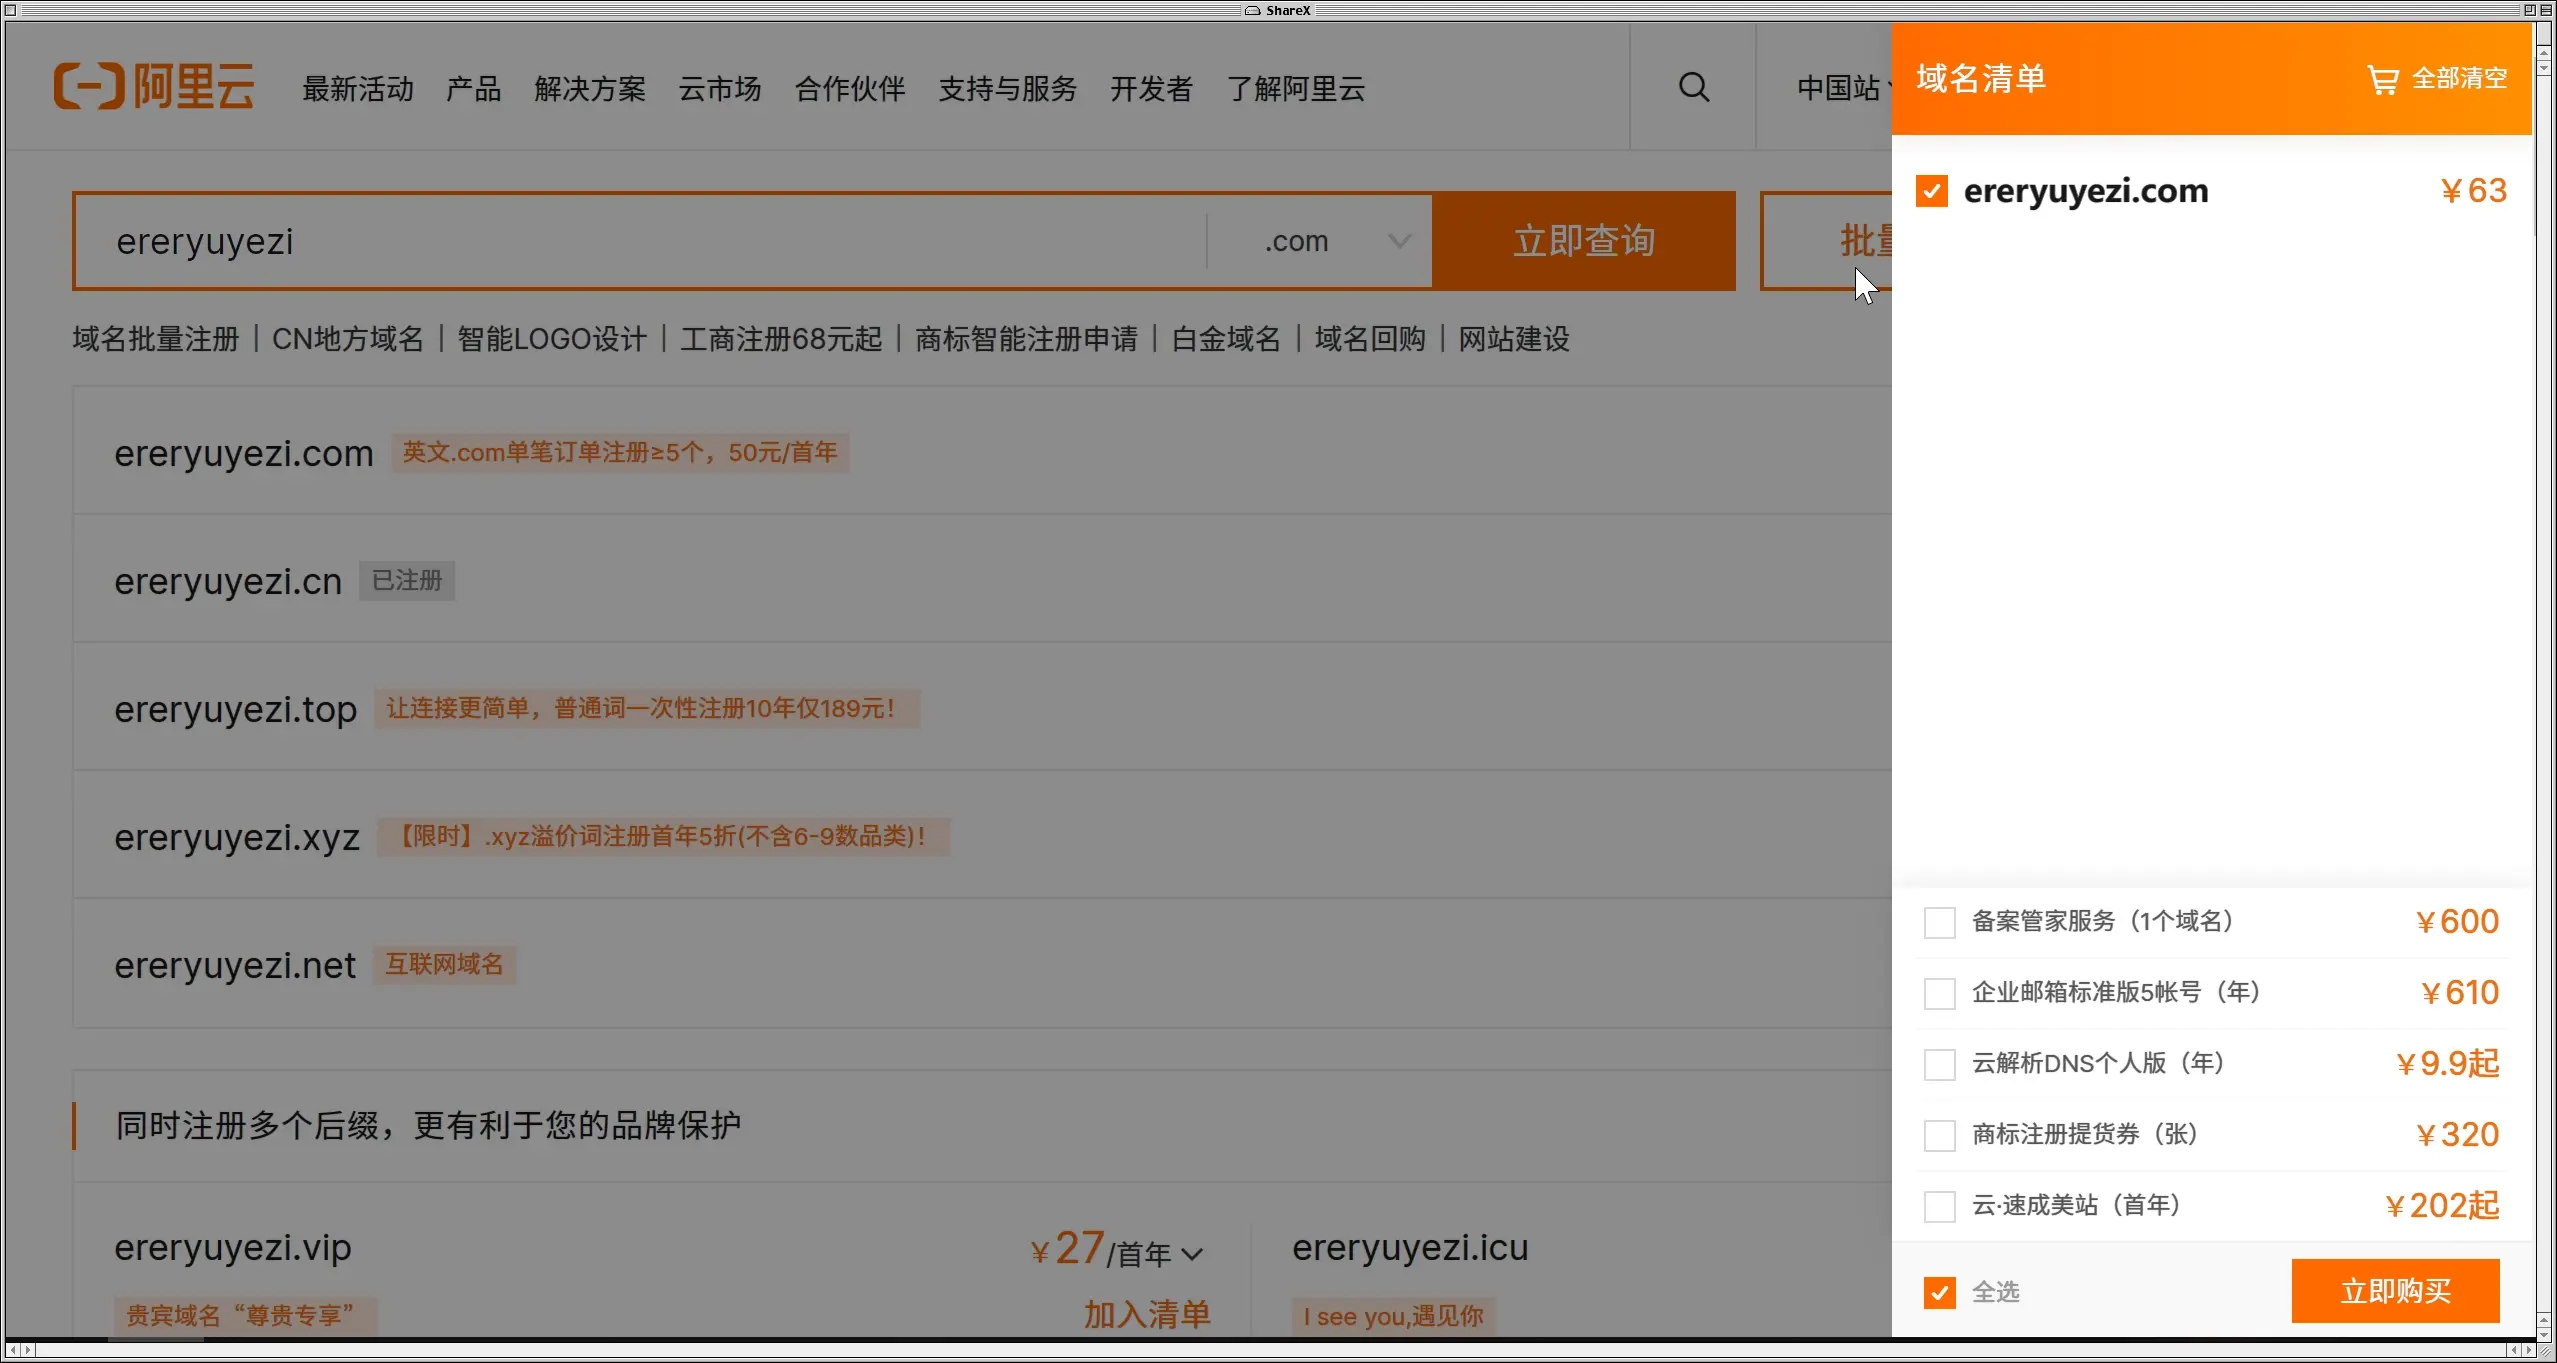 ShareX
阿里云 最新活动 产品 解决方案 云市场 合作伙伴 支持与服务 开发者 了解阿里云 中国站
ereryuyezi .com 立即查询
域名批量注册 | CN地方域名 | 智能LOGO设计 | 工商注册68元起 | 商标智能注册申请 | 白金域名 | 域名回购 | 网站建设
ereryuyezi.com 英文.com单笔订单注册≥5个，50元/首年
ereryuyezi.cn 已注册
ereryuyezi.top 让连接更简单，普通词一次性注册10年仅189元！
ereryuyezi.xyz 【限时】.xyz溢价词注册首年5折(不含6-9数品类)！
ereryuyezi.net 互联网域名
同时注册多个后缀，更有利于您的品牌保护
ereryuyezi.vip ￥27/首年
贵宾域名“尊贵专享” 加入清单
ereryuyezi.icu
I see you,遇见你
域名清单 全部清空
ereryuyezi.com ￥63
备案管家服务（1个域名） ￥600
企业邮箱标准版5帐号（年） ￥610
云解析DNS个人版（年） ￥9.9起
商标注册提货券（张） ￥320
云·速成美站（首年） ￥202起
全选 立即购买